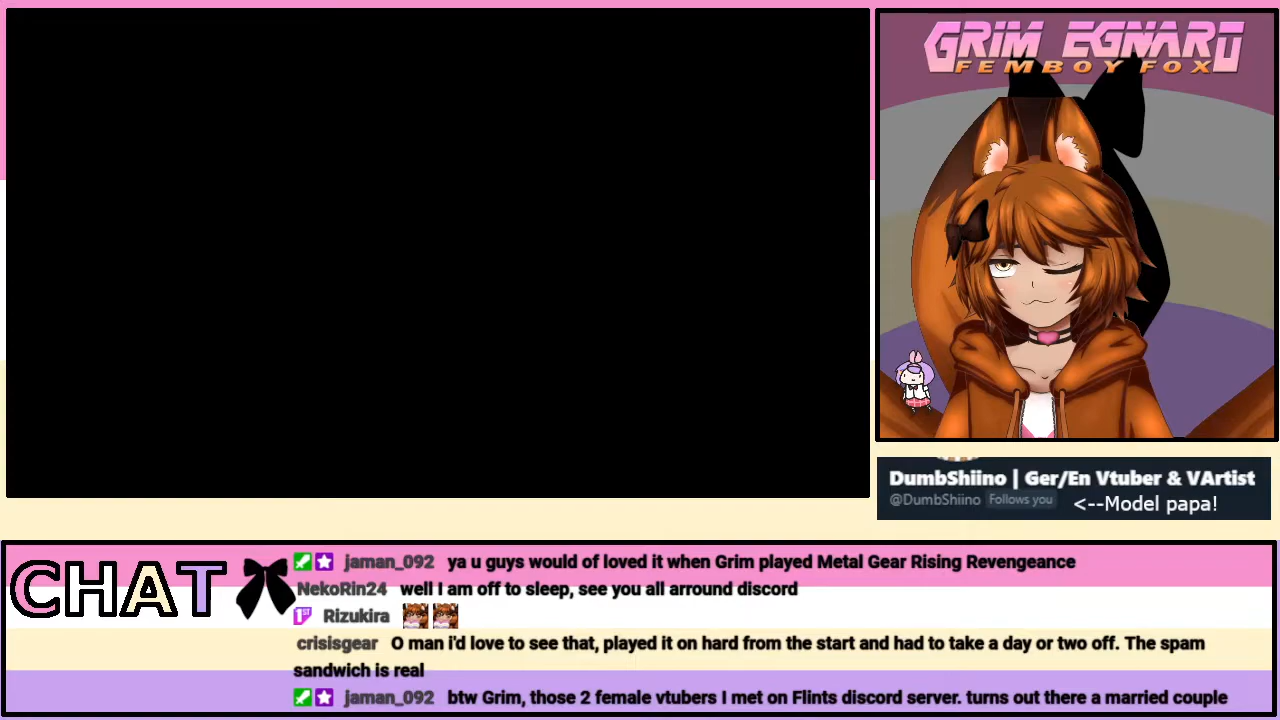 GRIM EGNART
FEMBOY FOX
DumbShiino | Ger/En Vtuber & VArtist
@DumbShiino Follows you <--Model papa!
CHAT
jaman_092 ya u guys would of loved it when Grim played Metal Gear Rising Revengeance
NekoRin24 well I am off to sleep, see you all arround discord
1ST Rizukira
crisisgear O man i'd love to see that, played it on hard from the start and had to take a day or two off. The spam
sandwich is real
jaman_092 btw Grim, those 2 female vtubers I met on Flints discord server. turns out there a married couple